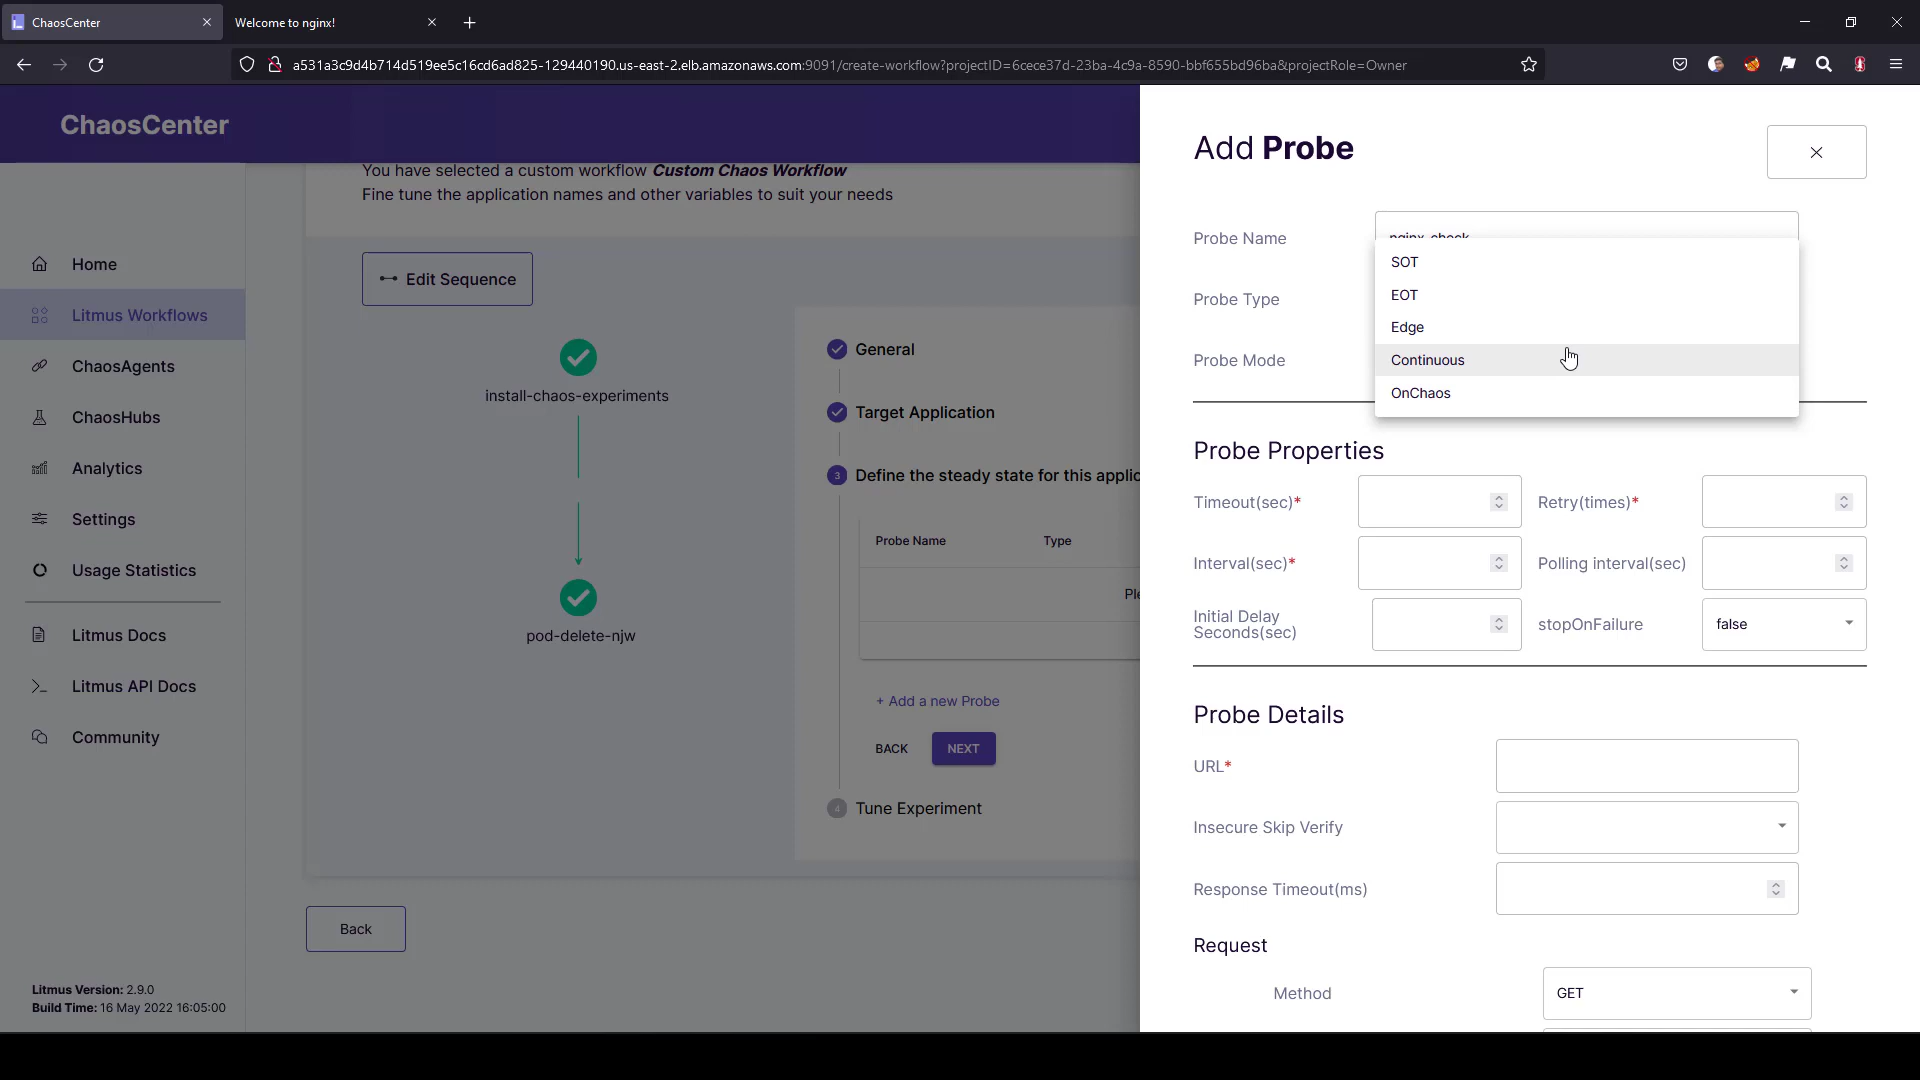 ChaosCenter
Welcome to nginx!
a531a3c9d4b714d519ee5c16cd6ad825-129440190.us-east-2.elb.amazonaws.com:9091/create-workflow?projectID=6cece37d-23ba-4c9a-8590-bbf655bd96ba&projectRole=Owner
ChaosCenter
Home
Litmus Workflows
ChaosAgents
ChaosHubs
Analytics
Settings
Usage Statistics
Litmus Docs
Litmus API Docs
Community
Litmus Version: 2.9.0
Build Time: 16 May 2022 16:05:00
You have selected a custom workflow Custom Chaos Workflow
Fine tune the application names and other variables to suit your needs
Edit Sequence
install-chaos-experiments
pod-delete-njw
General
Target Application
3 Define the steady state for this applic
Probe Name Type
Ple
+ Add a new Probe
BACK NEXT
4 Tune Experiment
Back
Add Probe
Probe Name nginx-check
Probe Type
Probe Mode
SOT
EOT
Edge
Continuous
OnChaos
Probe Properties
Timeout(sec)* Retry(times)*
Interval(sec)* Polling interval(sec)
Initial Delay
Seconds(sec)
stopOnFailure false
Probe Details
URL*
Insecure Skip Verify
Response Timeout(ms)
Request
Method GET